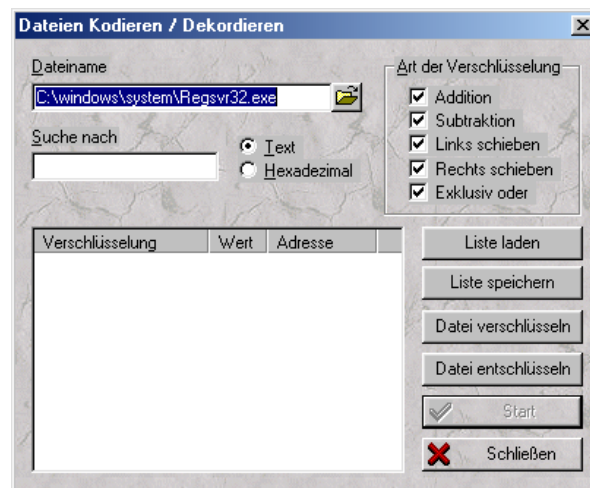 Dateien Kodieren / Dekordieren
Dateiname
C:\windows\system\Regsvr32.exe
Suche nach
Text
Hexadezimal
Art der Verschlüsselung
Addition
Subtraktion
Links schieben
Rechts schieben
Exklusiv oder
Verschlüsselung Wert Adresse
Liste laden
Liste speichern
Datei verschlüsseln
Datei entschlüsseln
Start
Schließen